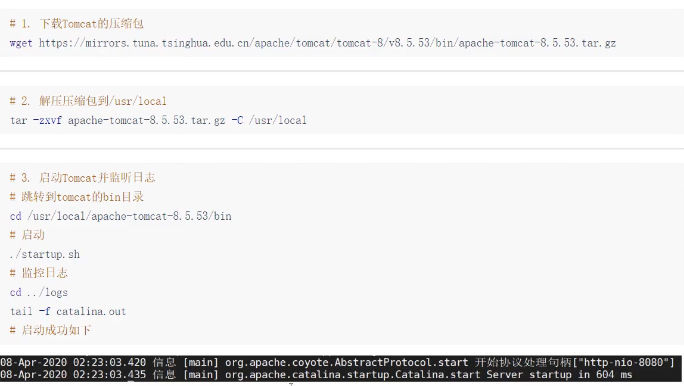 # 1. 下载Tomcat的压缩包
wget https://mirrors.tuna.tsinghua.edu.cn/apache/tomcat/tomcat-8/v8.5.53/bin/apache-tomcat-8.5.53.tar.gz
# 2. 解压压缩包到/usr/local
tar -zxvf apache-tomcat-8.5.53.tar.gz -C /usr/local
# 3. 启动Tomcat并监听日志
# 跳转到tomcat的bin目录
cd /usr/local/apache-tomcat-8.5.53/bin
# 启动
./startup.sh
# 监控日志
cd ../logs
tail -f catalina.out
# 启动成功如下
08-Apr-2020 02:23:03.420 信息 [main] org.apache.coyote.AbstractProtocol.start 开始协议处理句柄["http-nio-8080"]
08-Apr-2020 02:23:03.435 信息 [main] org.apache.catalina.startup.Catalina.start Server startup in 604 ms